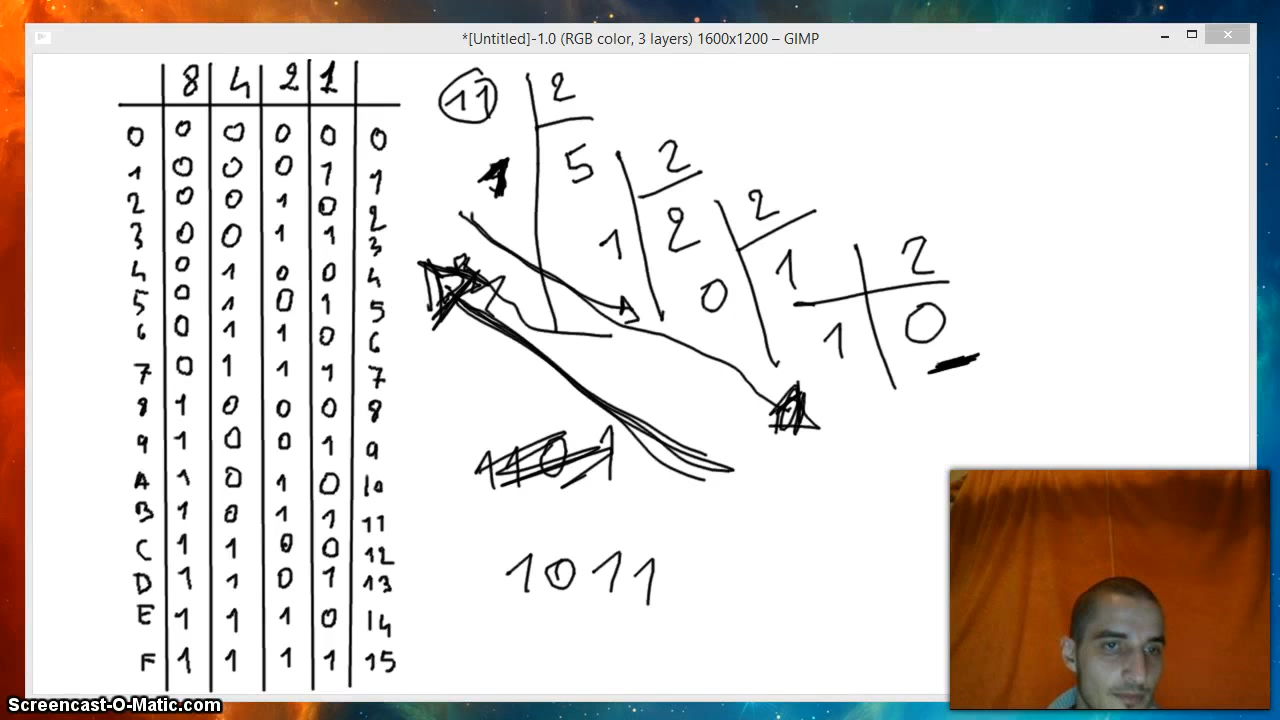 *[Untitled]-1.0 (RGB color, 3 layers) 1600x1200 – GIMP
8 4 2 1
0 0 0 0 0 0
1 0 0 0 1 1
2 0 0 1 0 2
3 0 0 1 1 3
4 0 1 0 0 4
5 0 1 0 1 5
6 0 1 1 0 6
7 0 1 1 1 7
8 1 0 0 0 8
9 1 0 0 1 9
A 1 0 1 0 10
B 1 0 1 1 11
C 1 1 0 0 12
D 1 1 0 1 13
E 1 1 1 0 14
F 1 1 1 1 15
11 2
1 5 2
1 2 2
0 1 2
1 0
1101
1011
Screencast-O-Matic.com